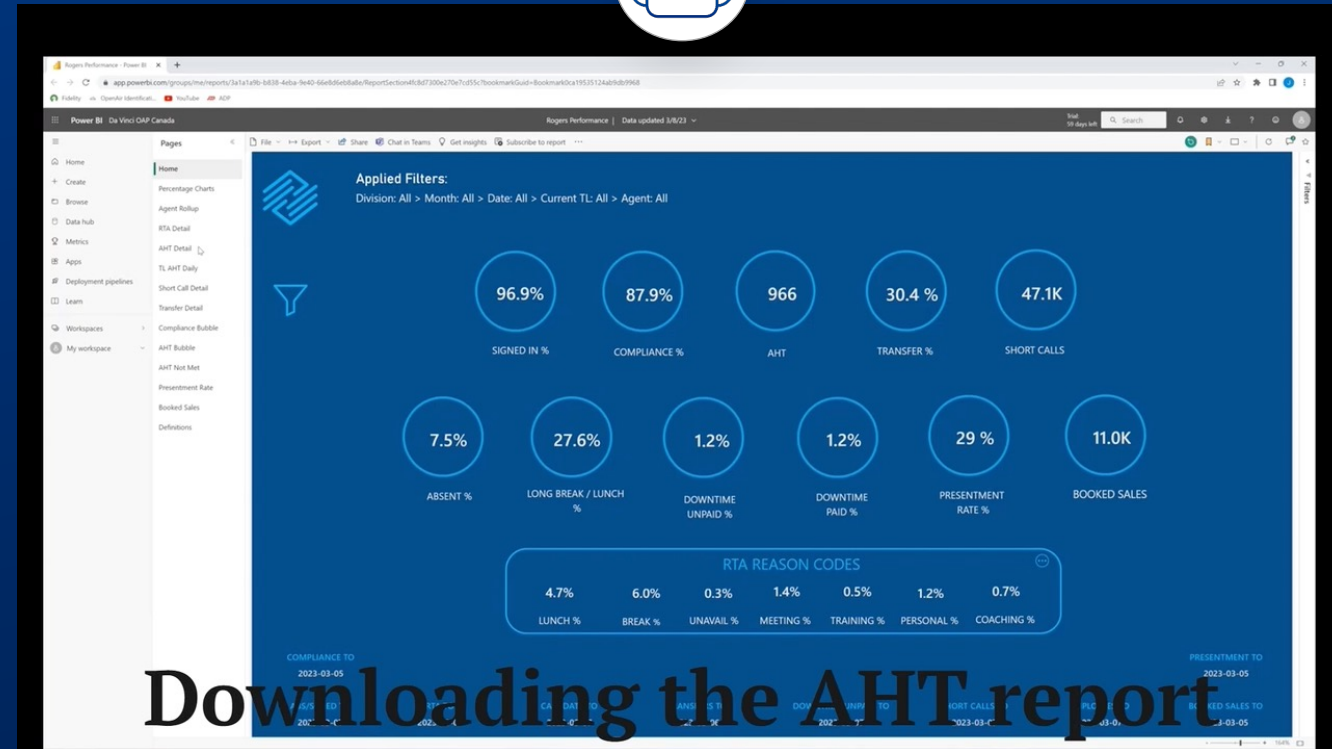 Rogers Performance - Power BI
app.powerbi.com/groups/me/reports/3a1a1a9b-b838-4eba-9e40-66e8d6eb8a8e/ReportSection4fc8d7300e270e7cd55c?bookmarkGuid=Bookmark0ca19535124ab9db9968
Fidelity
OpenAir Identificati...
YouTube
ADP
Power BI Da Vinci OAP Canada
Rogers Performance | Data updated 3/8/23
Trial
59 days left
Search
Home
Create
Browse
Data hub
Metrics
Apps
Deployment pipelines
Learn
Workspaces
My workspace
Pages
Home
Percentage Charts
Agent Rollup
RTA Detail
AHT Detail
TL AHT Daily
Short Call Detail
Transfer Detail
Compliance Bubble
AHT Bubble
AHT Not Met
Presentment Rate
Booked Sales
Definitions
File Export Share Chat in Teams Get insights Subscribe to report ...
Filters
Applied Filters:
Division: All > Month: All > Date: All > Current TL: All > Agent: All
96.9% 87.9% 966 30.4 % 47.1K
SIGNED IN % COMPLIANCE % AHT TRANSFER % SHORT CALLS
7.5% 27.6% 1.2% 1.2% 29 % 11.0K
ABSENT %
LONG BREAK / LUNCH
%
DOWNTIME
UNPAID %
DOWNTIME
PAID %
PRESENTMENT
RATE %
BOOKED SALES
RTA REASON CODES
4.7% 6.0% 0.3% 1.4% 0.5% 1.2% 0.7%
LUNCH % BREAK % UNAVAIL % MEETING % TRAINING % PERSONAL % COACHING %
COMPLIANCE TO
2023-03-05
PRESENTMENT TO
2023-03-05
Downloading the AHT report
164%